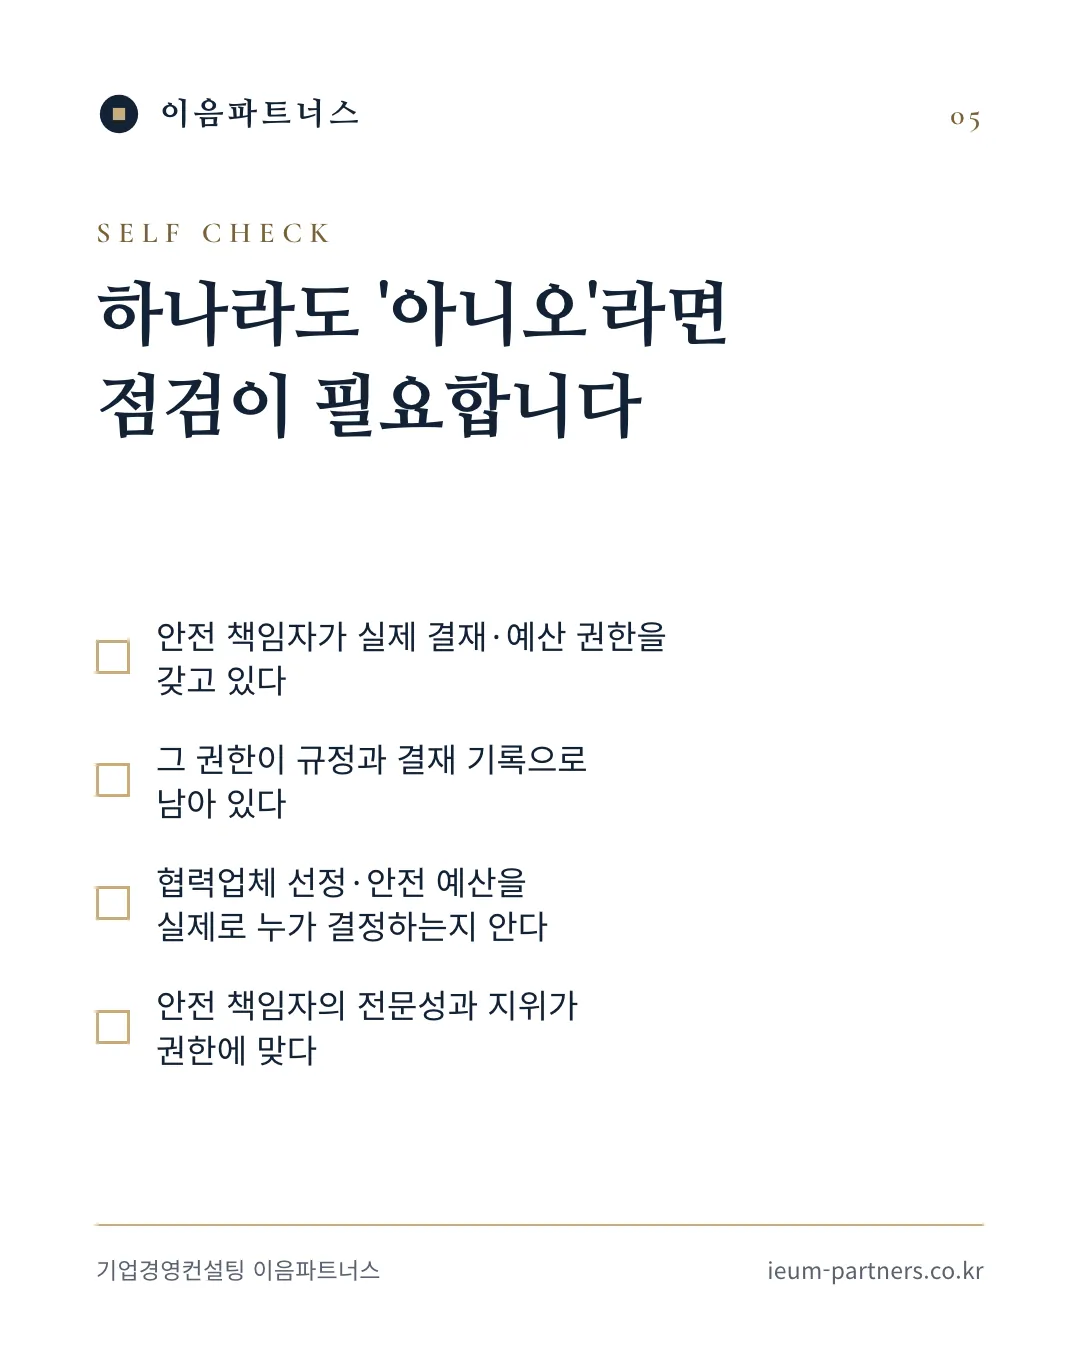 이음파트너스
05
SELF CHECK
하나라도 '아니오'라면
점검이 필요합니다
안전 책임자가 실제 결재·예산 권한을
갖고 있다
그 권한이 규정과 결재 기록으로
남아 있다
협력업체 선정·안전 예산을
실제로 누가 결정하는지 안다
안전 책임자의 전문성과 지위가
권한에 맞다
기업경영컨설팅 이음파트너스
ieum-partners.co.kr